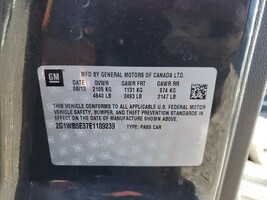 GM
MFD BY GENERAL MOTORS OF CANADA LTD.
DATE GVWR GAWR FRT GAWR RR
08/13 2105 KG 1131 KG 974 KG
4640 LB 2493 LB 2147 LB
THIS VEHICLE CONFORMS TO ALL APPLICABLE U.S. FEDERAL MOTOR
VEHICLE SAFETY, BUMPER, AND THEFT PREVENTION STANDARDS
IN EFFECT ON THE DATE OF MANUFACTURE SHOWN ABOVE.
2G1WB5E37E1109239 TYPE: PASS CAR